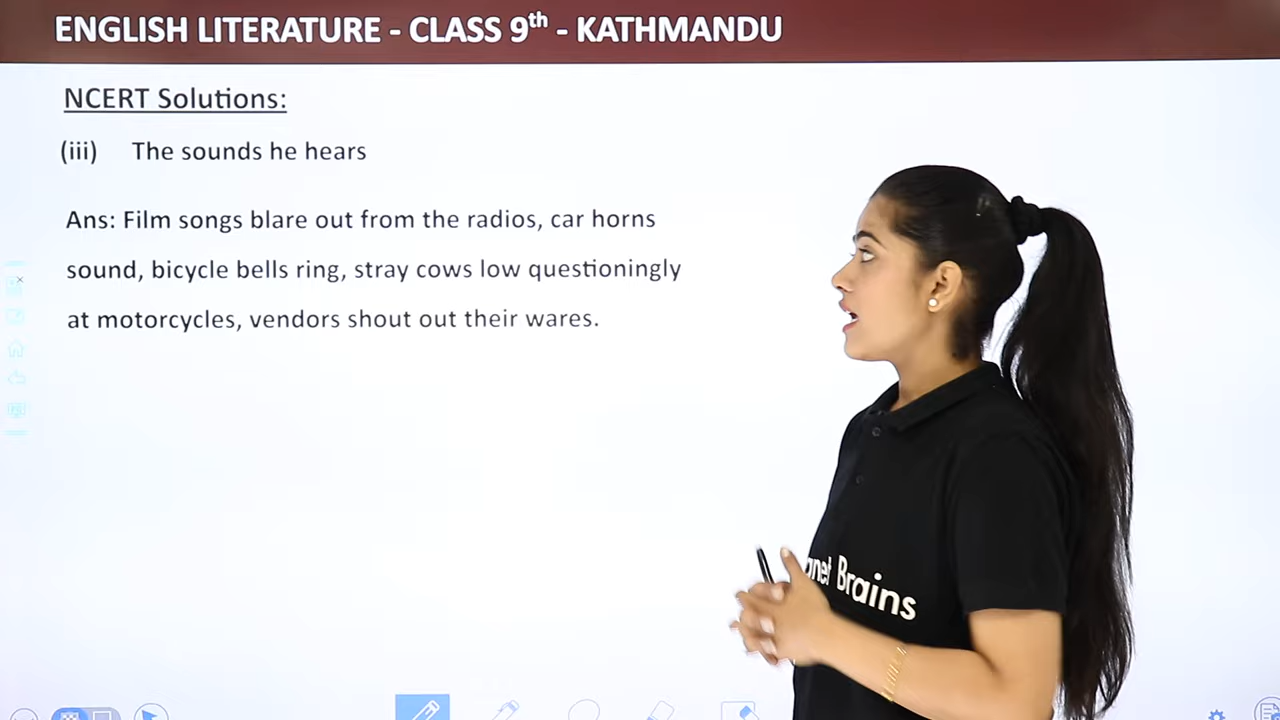 ENGLISH LITERATURE - CLASS 9th - KATHMANDU
NCERT Solutions:
(iii) The sounds he hears
Ans: Film songs blare out from the radios, car horns
sound, bicycle bells ring, stray cows low questioningly
at motorcycles, vendors shout out their wares.
Brains